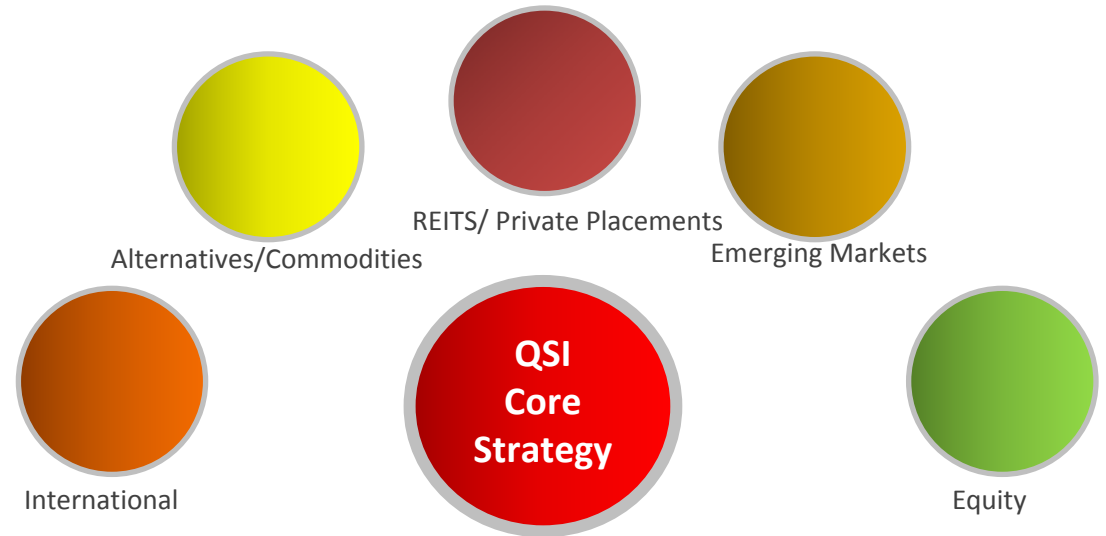 REITS/ Private Placements
Alternatives/Commodities
Emerging Markets
QSI
Core
Strategy
International
Equity